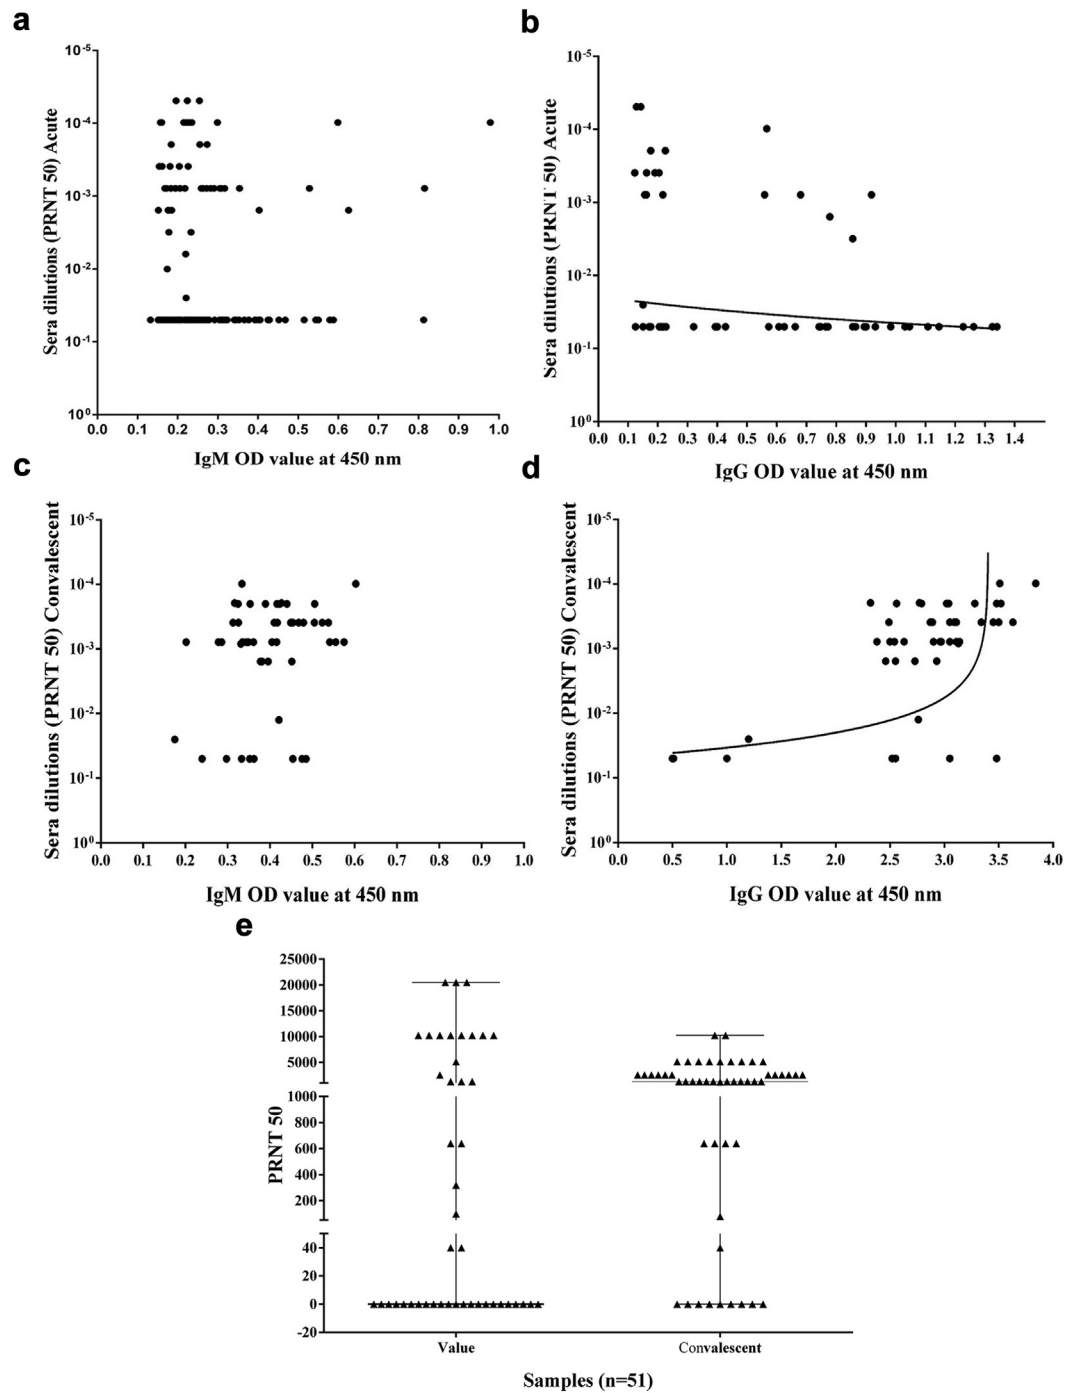 a
Sera dilutions (PRNT 50) Acute
10-5
10-4
10-3
10-2
10-1
100
0.0 0.1 0.2 0.3 0.4 0.5 0.6 0.7 0.8 0.9 1.0
IgM OD value at 450 nm
b
Sera dilutions (PRNT 50) Acute
10-5
10-4
10-3
10-2
10-1
100
0.0 0.1 0.2 0.3 0.4 0.5 0.6 0.7 0.8 0.9 1.0 1.1 1.2 1.3 1.4
IgG OD value at 450 nm
c
Sera dilutions (PRNT 50) Convalescent
10-5
10-4
10-3
10-2
10-1
100
0.0 0.1 0.2 0.3 0.4 0.5 0.6 0.7 0.8 0.9 1.0
IgM OD value at 450 nm
d
Sera dilutions (PRNT 50) Convalescent
10-5
10-4
10-3
10-2
10-1
100
0.0 0.5 1.0 1.5 2.0 2.5 3.0 3.5 4.0
IgG OD value at 450 nm
e
PRNT 50
25000
20000
15000
10000
5000
1000
800
600
400
200
40
20
0
-20
Value Convalescent
Samples (n=51)